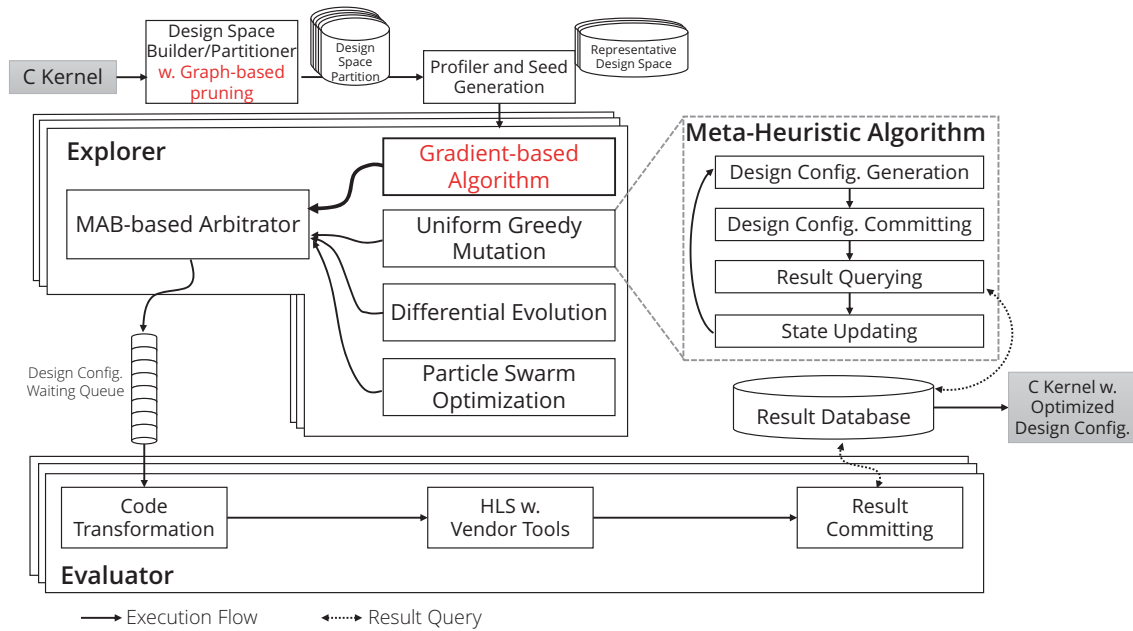 C Kernel
Design Space
Builder/Partitioner
w. Graph-based
pruning
Design
Space
Partition
Profiler and Seed
Generation
Representative
Design Space
Explorer
Gradient-based
Algorithm
MAB-based Arbitrator
Uniform Greedy
Mutation
Differential Evolution
Particle Swarm
Optimization
Meta-Heuristic Algorithm
Design Config. Generation
Design Config. Committing
Result Querying
State Updating
Design Config.
Waiting Queue
Result Database
C Kernel w.
Optimized
Design Config.
Code
Transformation
HLS w.
Vendor Tools
Result
Committing
Evaluator
Execution Flow
Result Query